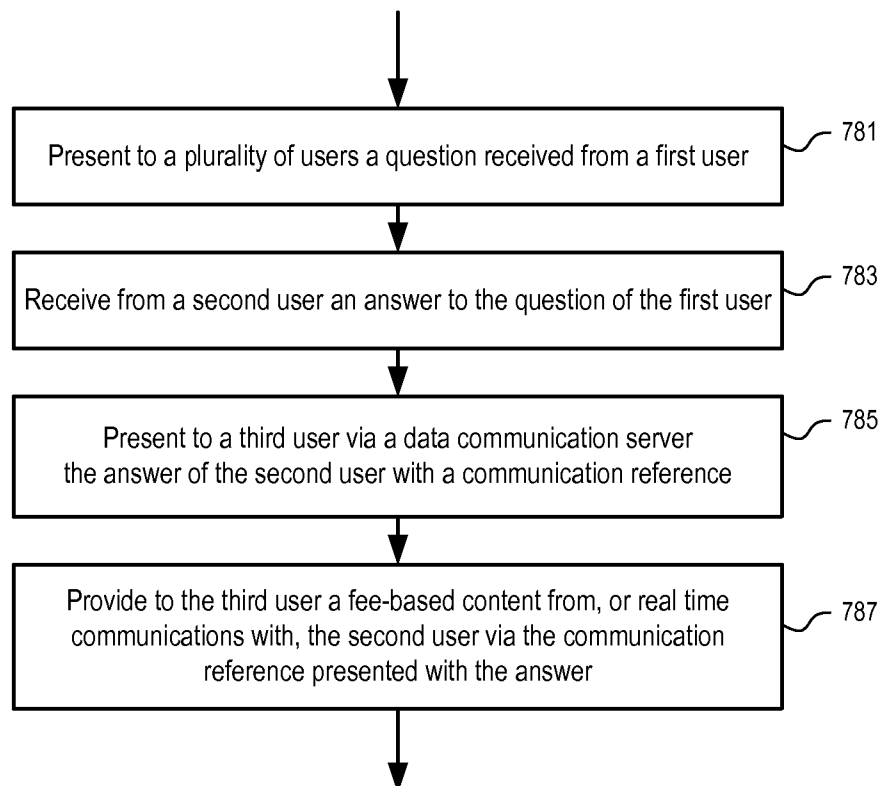 Present to a plurality of users a question received from a first user
781
Receive from a second user an answer to the question of the first user
783
Present to a third user via a data communication server
the answer of the second user with a communication reference
785
Provide to the third user a fee-based content from, or real time
communications with, the second user via the communication
reference presented with the answer
787